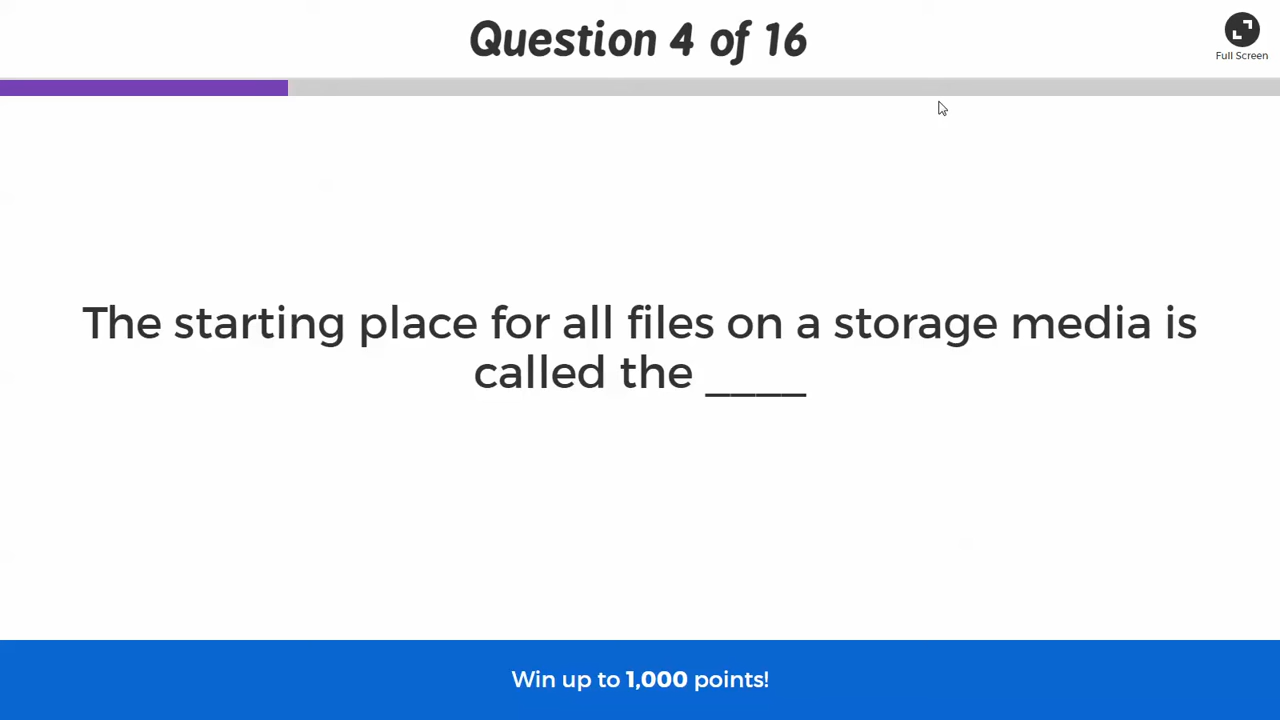 Question 4 of 16
Full Screen
The starting place for all files on a storage media is
called the ____
Win up to 1,000 points!